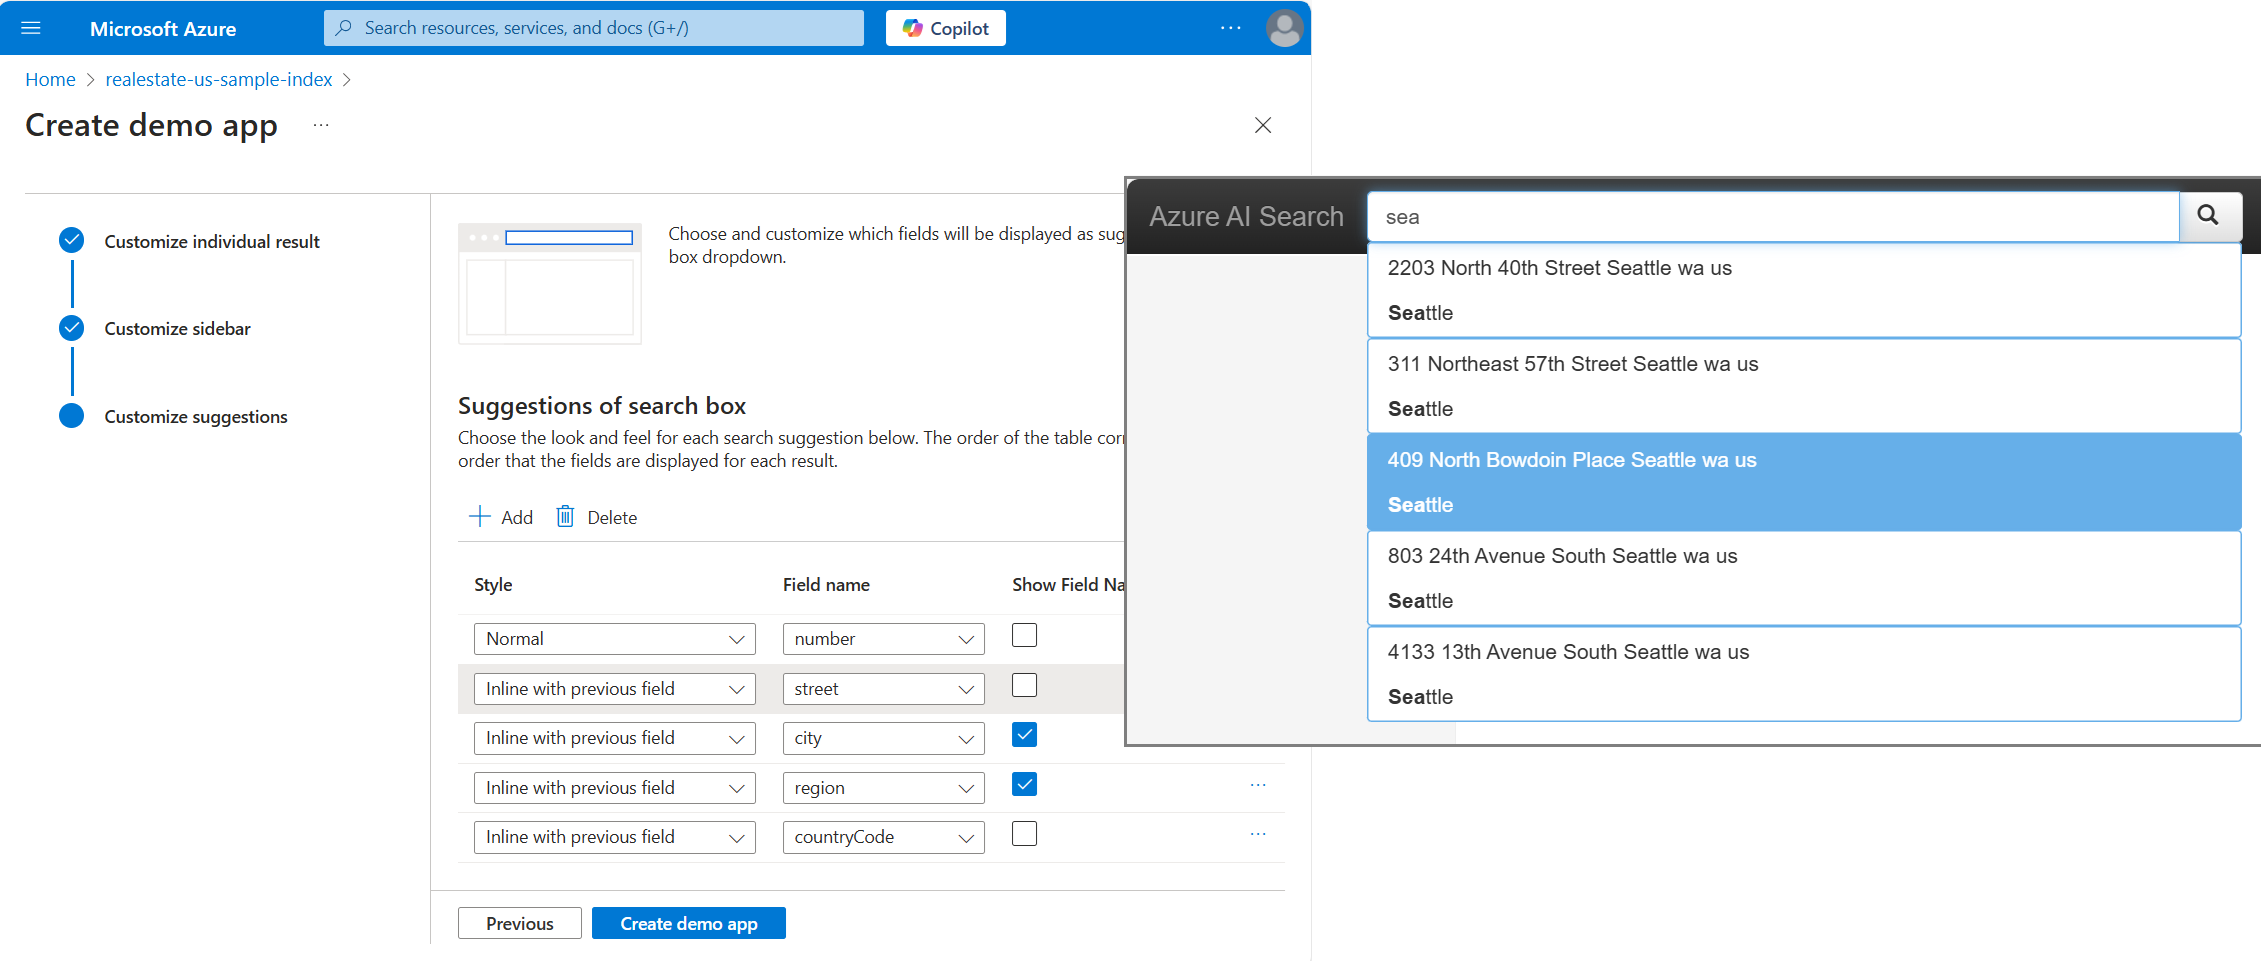 Microsoft Azure
Search resources, services, and docs (G+/)
Copilot
Home > realestate-us-sample-index >
Create demo app
Customize individual result
Customize sidebar
Customize suggestions
Choose and customize which fields will be displayed as
box dropdown.
Suggestions of search box
Choose the look and feel for each search suggestion below. The order of the table
order that the fields are displayed for each result.
Add
Delete
Style
Field name
Show Field
Normal
number
Inline with previous field
street
Inline with previous field
city
Inline with previous field
region
Inline with previous field
countryCode
Previous
Create demo app
Azure AI Search
sea
2203 North 40th Street Seattle wa us
Seattle
311 Northeast 57th Street Seattle wa us
Seattle
409 North Bowdoin Place Seattle wa us
Seattle
803 24th Avenue South Seattle wa us
Seattle
4133 13th Avenue South Seattle wa us
Seattle